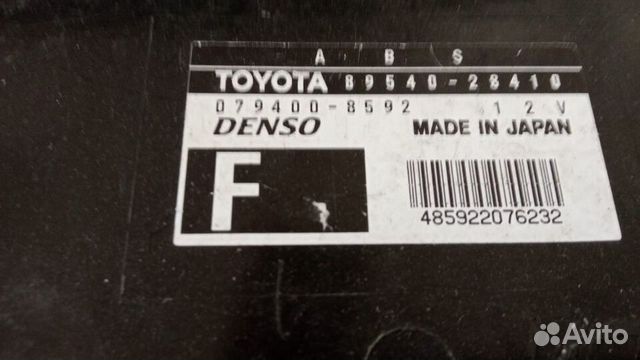 A B S
TOYOTA 89540-28410
079400-8592 12V
DENSO MADE IN JAPAN
F
485922076232
Avito